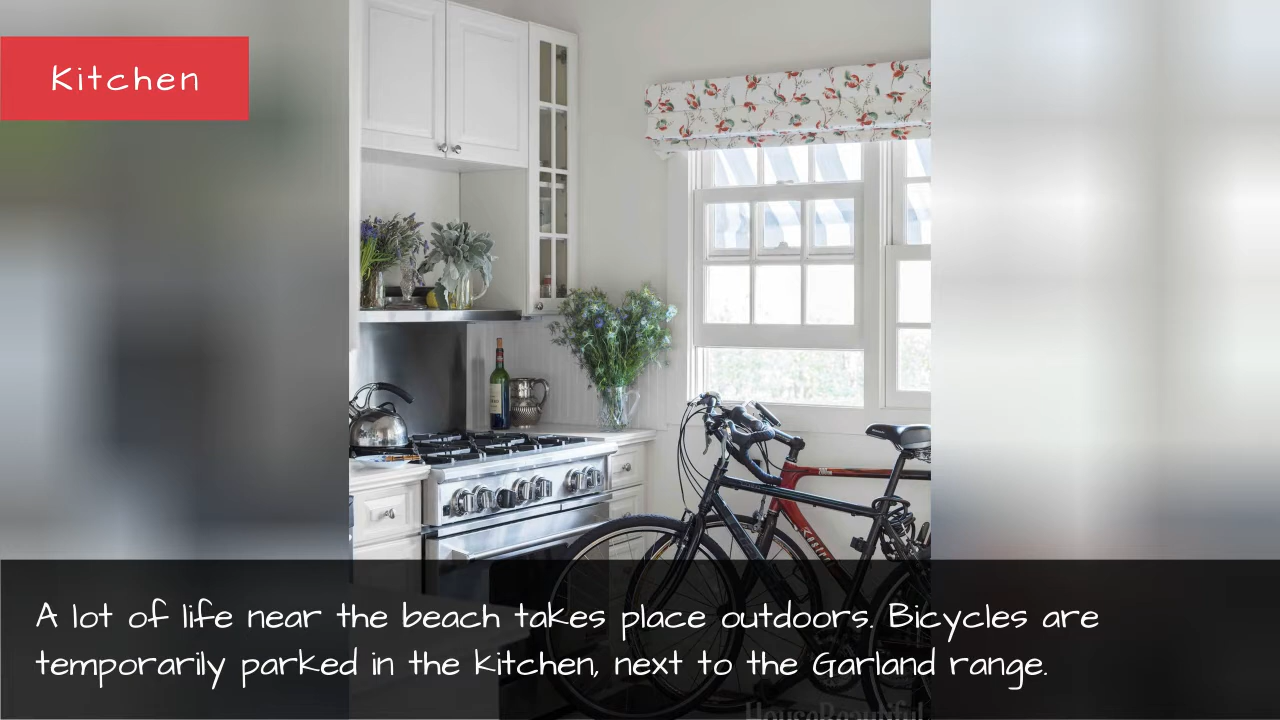 Kitchen
A lot of life near the beach takes place outdoors. Bicycles are
temporarily parked in the kitchen, next to the Garland range.
HouseBeautiful